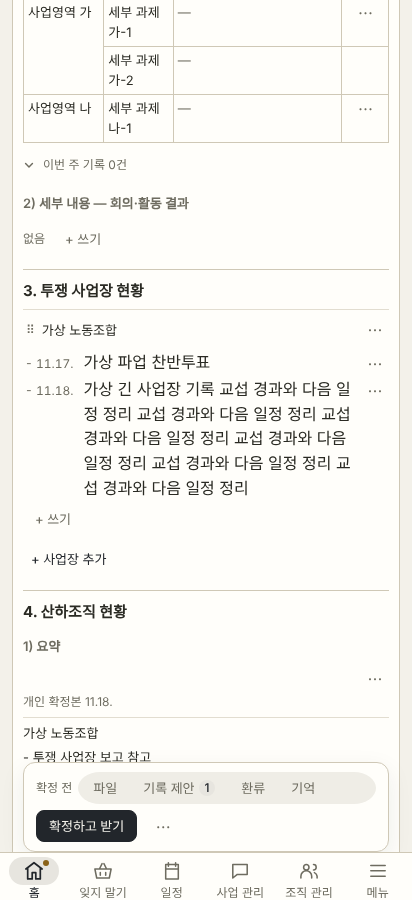 사업영역 가 세부 과제 — ···
가-1
세부 과제 —
가-2
사업영역 나 세부 과제 — ···
나-1
이번 주 기록 0건
2) 세부 내용 — 회의·활동 결과
없음 + 쓰기
3. 투쟁 사업장 현황
가상 노동조합 ···
- 11.17. 가상 파업 찬반투표 ···
- 11.18. 가상 긴 사업장 기록 교섭 경과와 다음 일 ···
정 정리 교섭 경과와 다음 일정 정리 교섭
경과와 다음 일정 정리 교섭 경과와 다음
일정 정리 교섭 경과와 다음 일정 정리 교
섭 경과와 다음 일정 정리
+ 쓰기
+ 사업장 추가
4. 산하조직 현황
1) 요약
···
개인 확정본 11.18.
가상 노동조합
- 투쟁 사업장 보고 참고
확정 전 파일 기록 제안 1 환류 기억
확정하고 받기 ···
홈 잊지 말기 일정 사업 관리 조직 관리 메뉴